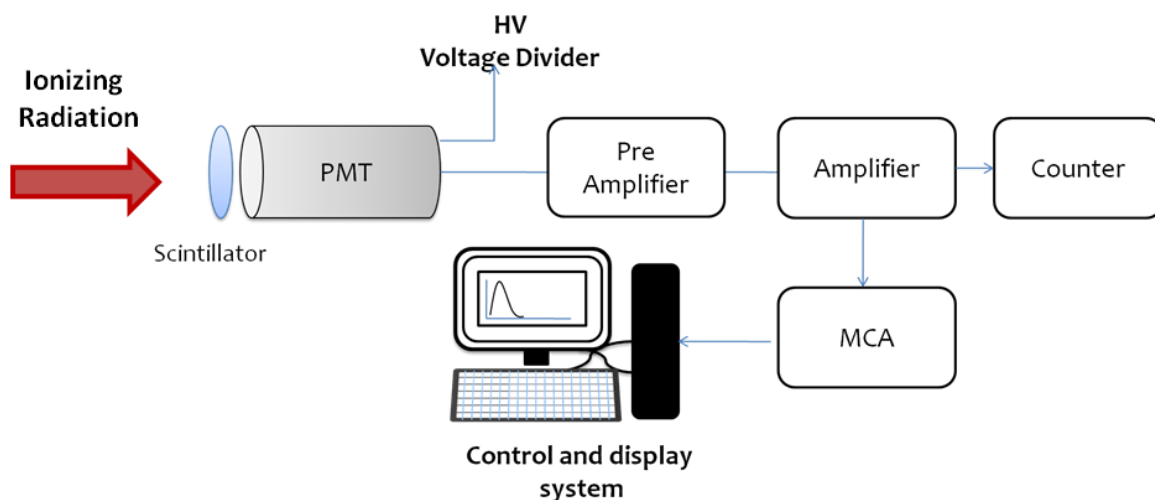 HV
Voltage Divider
Ionizing
Radiation
PMT
Pre
Amplifier
Amplifier
Counter
Scintillator
MCA
Control and display
system